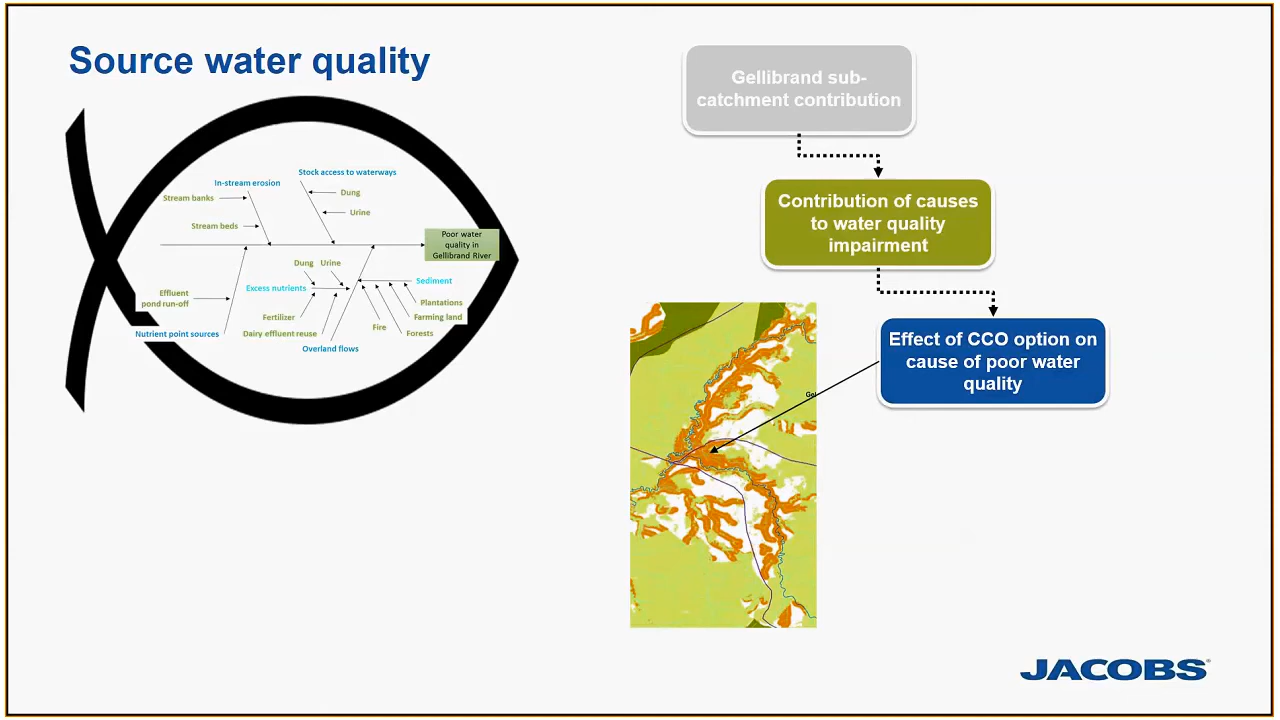 Source water quality
Gellibrand sub-
catchment contribution
Contribution of causes
to water quality
impairment
Effect of CCO option on
cause of poor water
quality
Stock access to waterways
In-stream erosion
Stream banks
Dung
Urine
Stream beds
Poor water
quality in
Gellibrand River
Dung
Urine
Sediment
Excess nutrients
Effluent
pond run-off
Plantations
Fertilizer
Farming land
Fire
Nutrient point sources
Dairy effluent reuse
Forests
Overland flows
Gel
JACOBS